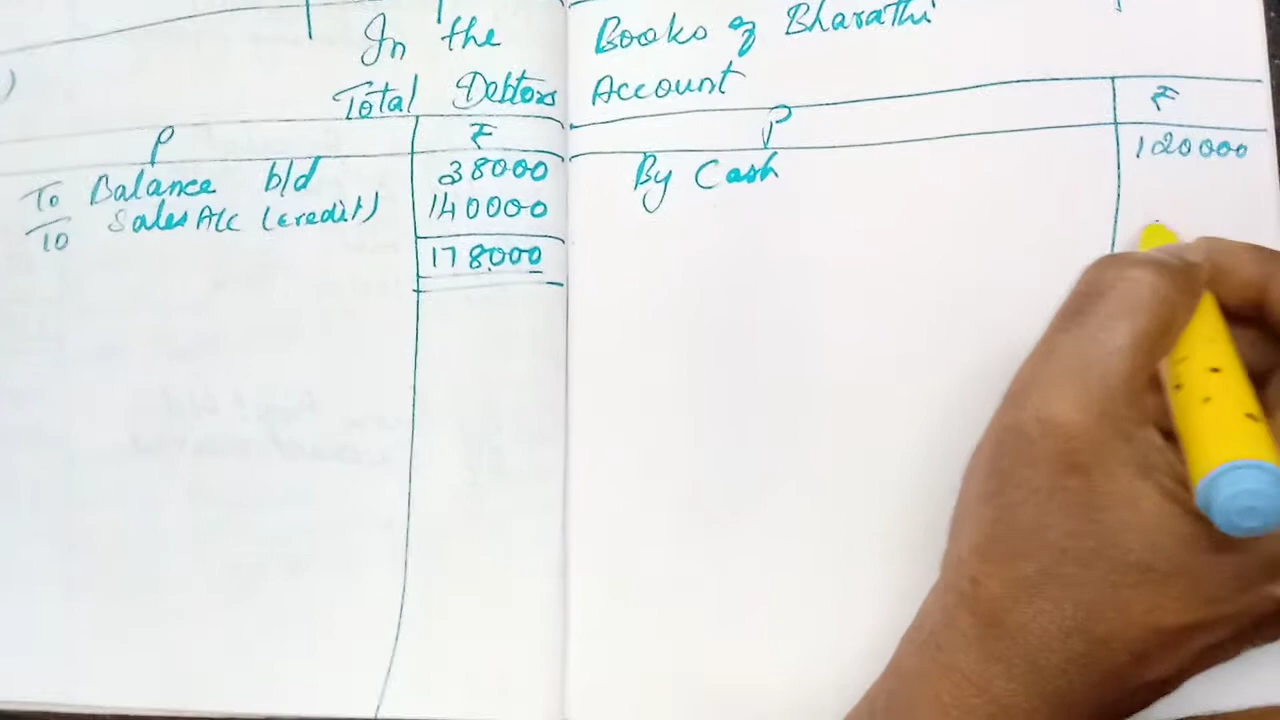 In the Books of Bharathi
Total Debtors Account
P ₹ P ₹
To Balance b/d 38000 By Cash 120000
To Sales A/c (credit) 140000
178000